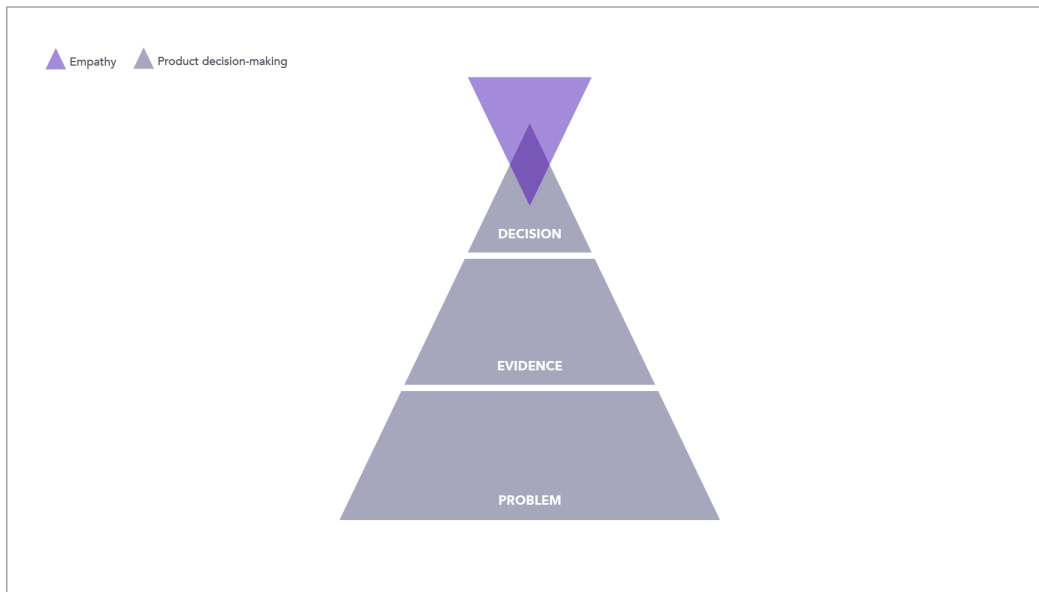 Empathy
Product decision-making
DECISION
EVIDENCE
PROBLEM